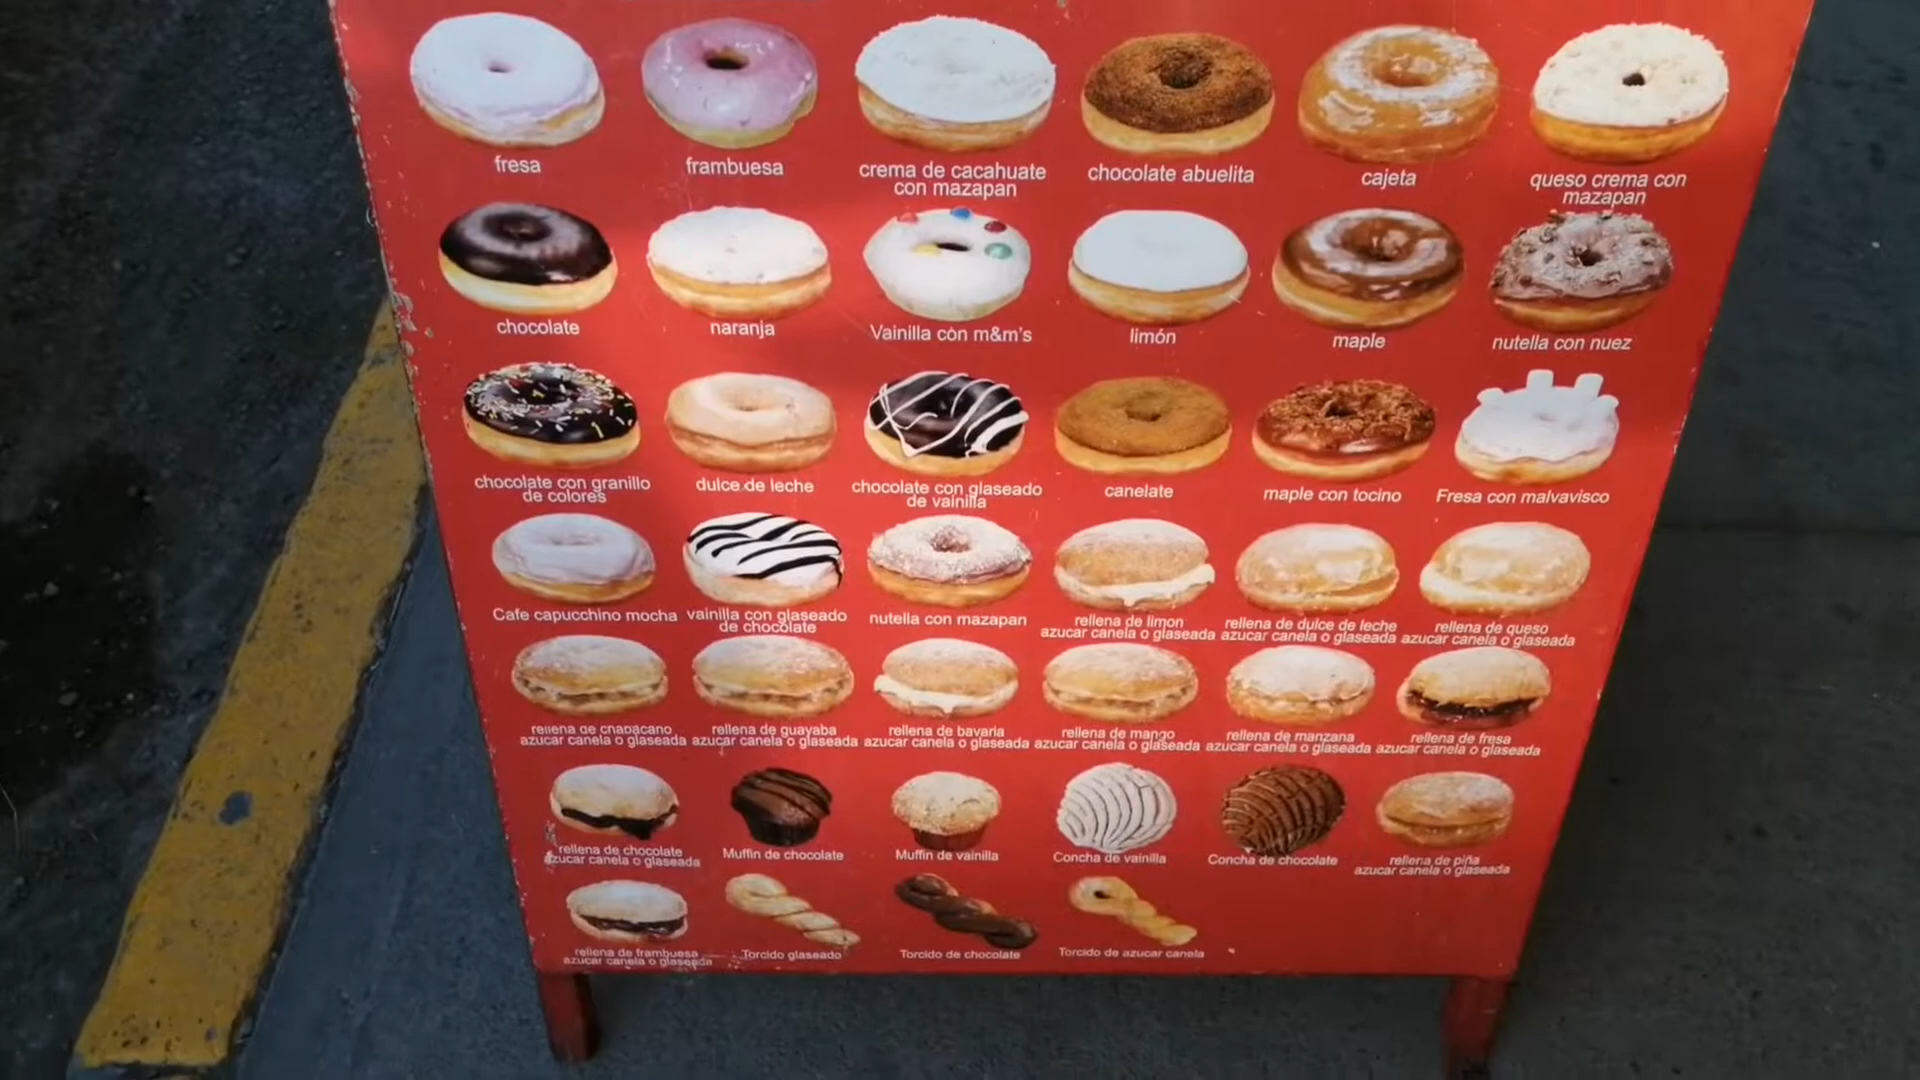 fresa
frambuesa
crema de cacahuate
con mazapan
chocolate abuelita
cajeta
queso crema con
mazapan
chocolate
naranja
Vainilla con m&m's
limón
maple
nutella con nuez
chocolate con granillo
de colores
dulce de leche
chocolate con glaseado
de vainilla
canelate
maple con tocino
Fresa con malvavisco
Cafe capucchino mocha
vainilla con glaseado
de chocolate
nutella con mazapan
rellena de limon
azucar canela o glaseada
rellena de dulce de leche
azucar canela o glaseada
rellena de queso
azucar canela o glaseada
rellena de chabacano
azucar canela o glaseada
rellena de guayaba
azucar canela o glaseada
rellena de bavaria
azucar canela o glaseada
rellena de mango
azucar canela o glaseada
rellena de manzana
azucar canela o glaseada
rellena de fresa
azucar canela o glaseada
rellena de chocolate
azucar canela o glaseada
Muffin de chocolate
Muffin de vainilla
Concha de vainilla
Concha de chocolate
rellena de piña
azucar canela o glaseada
rellena de frambuesa
azucar canela o glaseada
Torcido glaseado
Torcido de chocolate
Torcido de azucar canela